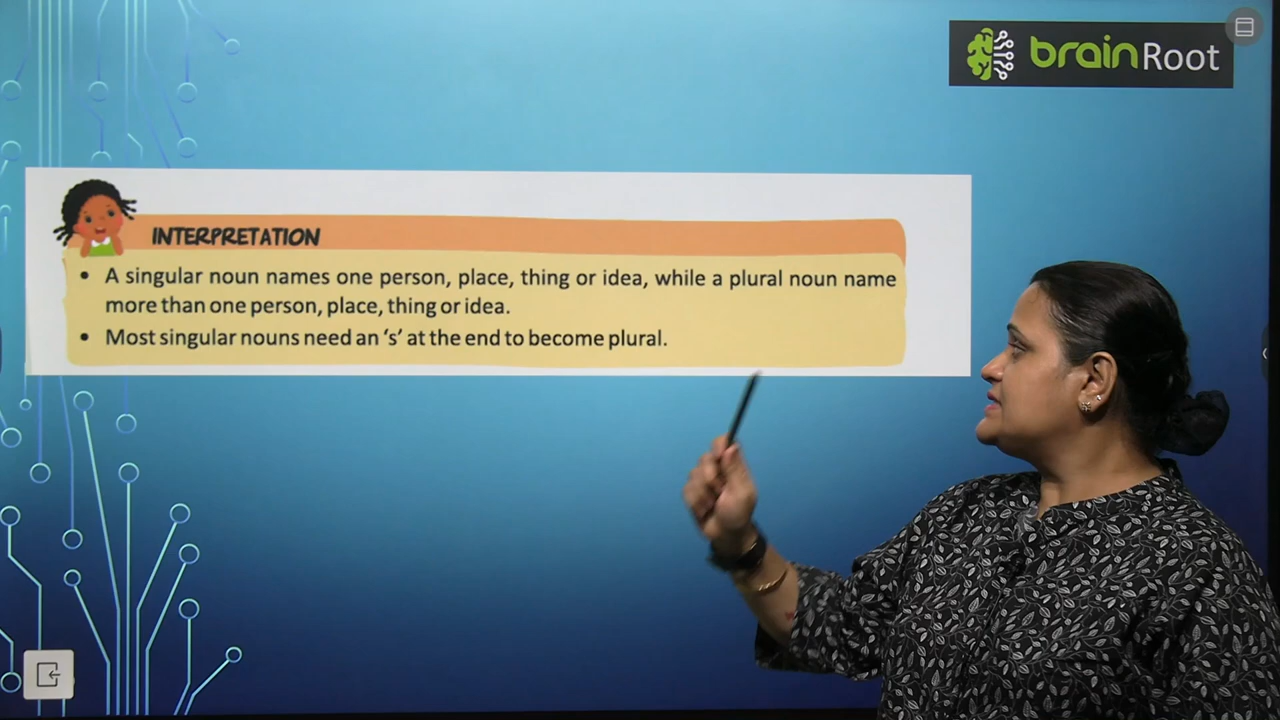 brainRoot
INTERPRETATION
• A singular noun names one person, place, thing or idea, while a plural noun name
more than one person, place, thing or idea.
• Most singular nouns need an ‘s’ at the end to become plural.